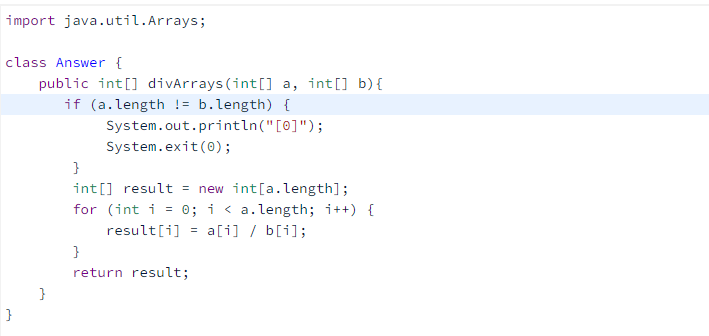 import java.util.Arrays;
class Answer {
    public int[] divArrays(int[] a, int[] b){
       if (a.length != b.length) {
            System.out.println("[0]");
            System.exit(0);
        }
        int[] result = new int[a.length];
        for (int i = 0; i < a.length; i++) {
            result[i] = a[i] / b[i];
        }
        return result;
    }
}